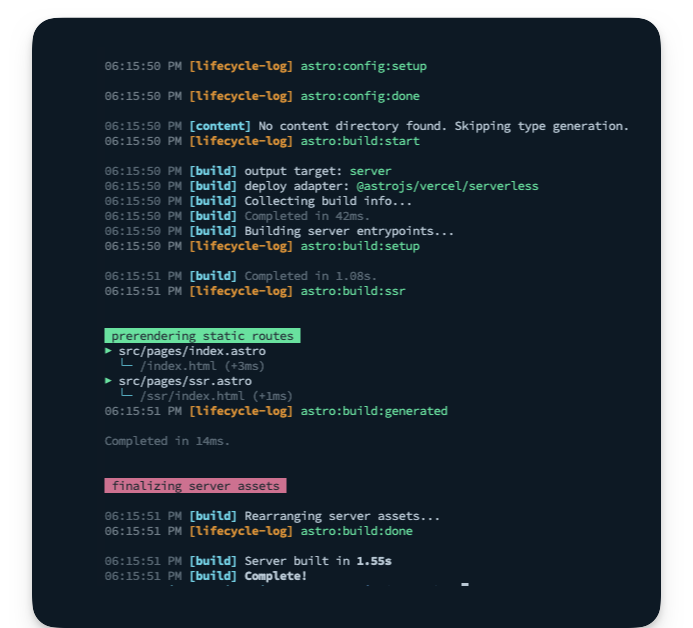 06:15:50 PM [lifecycle-log] astro:config:setup
06:15:50 PM [lifecycle-log] astro:config:done
06:15:50 PM [content] No content directory found. Skipping type generation.
06:15:50 PM [lifecycle-log] astro:build:start
06:15:50 PM [build] output target: server
06:15:50 PM [build] deploy adapter: @astrojs/vercel/serverless
06:15:50 PM [build] Collecting build info...
06:15:50 PM [build] Completed in 42ms.
06:15:50 PM [build] Building server entrypoints...
06:15:50 PM [lifecycle-log] astro:build:setup
06:15:51 PM [build] Completed in 1.08s.
06:15:51 PM [lifecycle-log] astro:build:ssr
prerendering static routes
▶ src/pages/index.astro
└─ /index.html (+3ms)
▶ src/pages/ssr.astro
└─ /ssr/index.html (+1ms)
06:15:51 PM [lifecycle-log] astro:build:generated
Completed in 14ms.
finalizing server assets
06:15:51 PM [build] Rearranging server assets...
06:15:51 PM [lifecycle-log] astro:build:done
06:15:51 PM [build] Server built in 1.55s
06:15:51 PM [build] Complete!